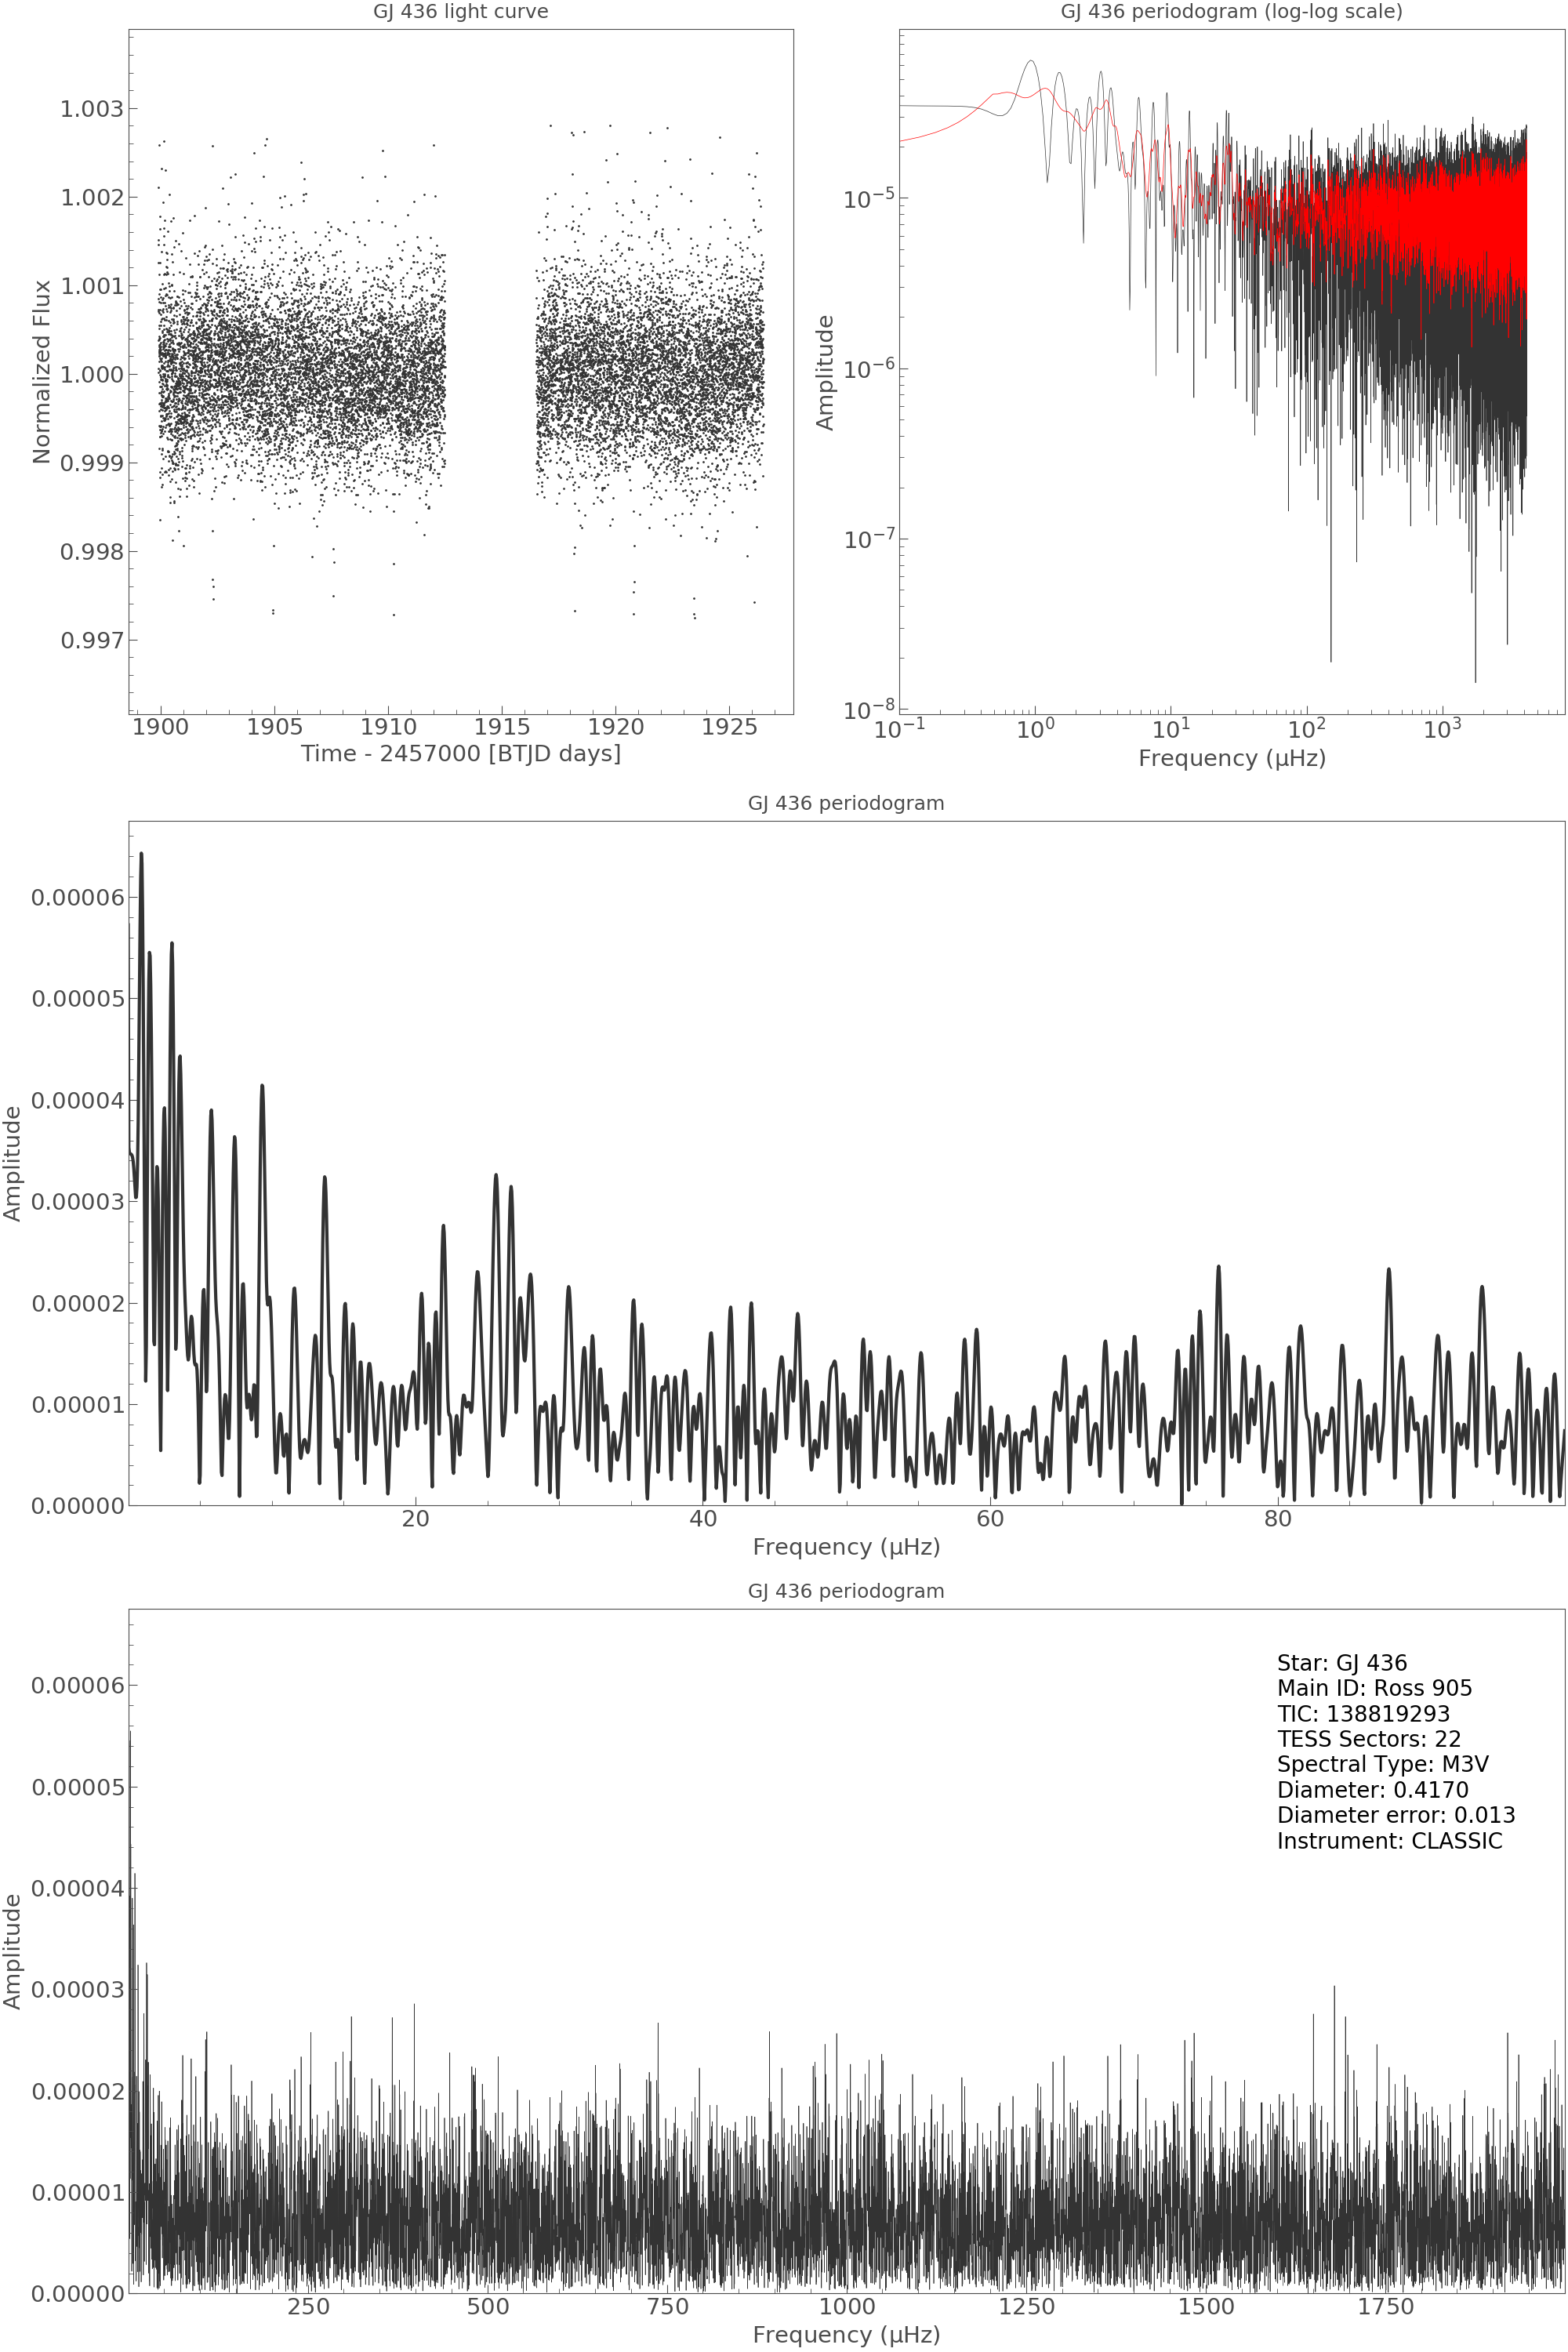 GJ 436 light curve
1.003
1.002
1.001
1.000
0.999
0.998
0.997
Normalized Flux
1900 1905 1910 1915 1920 1925
Time - 2457000 [BTJD days]
GJ 436 periodogram (log-log scale)
10⁻⁵
10⁻⁶
10⁻⁷
10⁻⁸
Amplitude
10⁻¹ 10⁰ 10¹ 10² 10³
Frequency (μHz)
GJ 436 periodogram
0.00006
0.00005
0.00004
0.00003
0.00002
0.00001
0.00000
Amplitude
20 40 60 80
Frequency (μHz)
GJ 436 periodogram
0.00006
0.00005
0.00004
0.00003
0.00002
0.00001
0.00000
Amplitude
Star: GJ 436
Main ID: Ross 905
TIC: 138819293
TESS Sectors: 22
Spectral Type: M3V
Diameter: 0.4170
Diameter error: 0.013
Instrument: CLASSIC
250 500 750 1000 1250 1500 1750
Frequency (μHz)